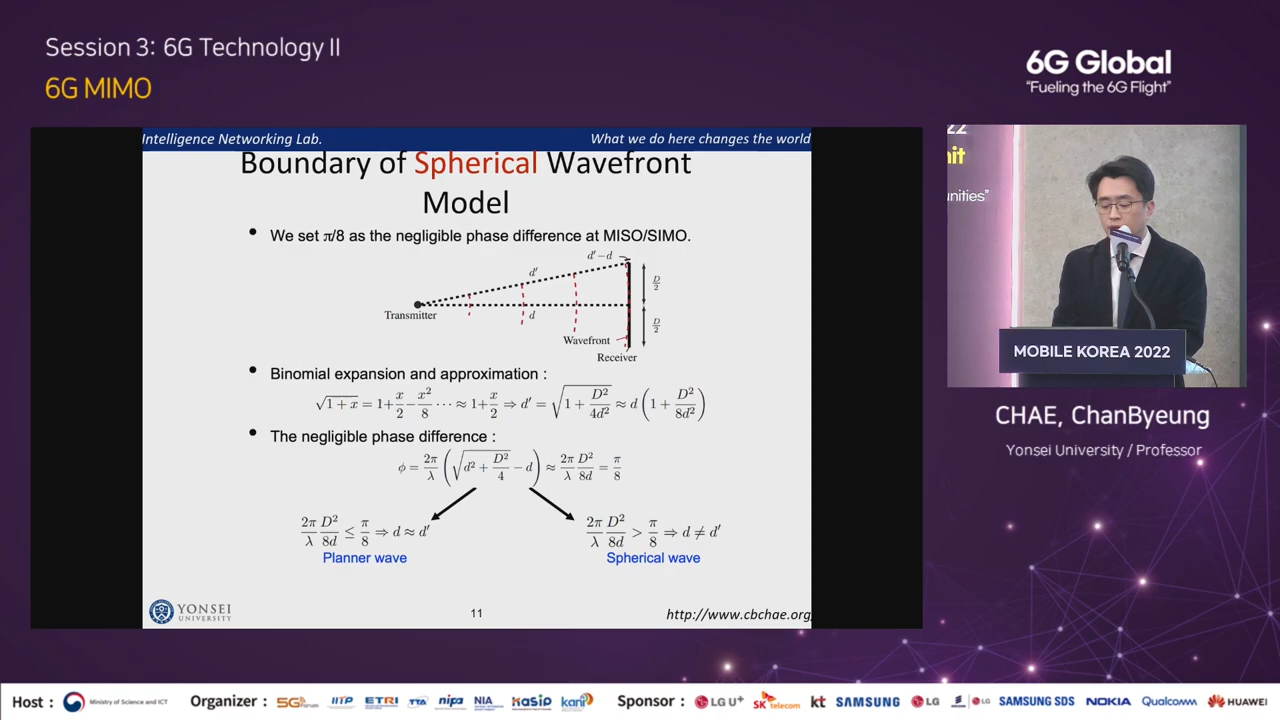 Session 3: 6G Technology II
6G MIMO
6G Global
"Fueling the 6G Flight"
Intelligence Networking Lab.
What we do here changes the world
Boundary of Spherical Wavefront
Model
• We set π/8 as the negligible phase difference at MISO/SIMO.
d′−d
d′
D/2
Transmitter
d
D/2
Wavefront
Receiver
• Binomial expansion and approximation :
√(1+x) = 1+x/2−x²/8 ⋯ ≈ 1+x/2 ⇒ d′ = √(1+D²/4d²) ≈ d(1+D²/8d²)
• The negligible phase difference :
ϕ = 2π/λ (√(d²+D²/4) − d) ≈ 2π/λ D²/8d = π/8
2π/λ D²/8d ≤ π/8 ⇒ d ≈ d′
2π/λ D²/8d > π/8 ⇒ d ≠ d′
Planner wave
Spherical wave
YONSEI
UNIVERSITY
11
http://www.cbchae.org
22
it
unities"
MOBILE KOREA 2022
CHAE, ChanByeung
Yonsei University / Professor
Host : Ministry of Science and ICT Organizer : 5G Forum IITP ETRI TTA nipa NIA kasip kani Sponsor : LG U+ SK telecom kt SAMSUNG LG LG SAMSUNG SDS NOKIA Qualcomm HUAWEI